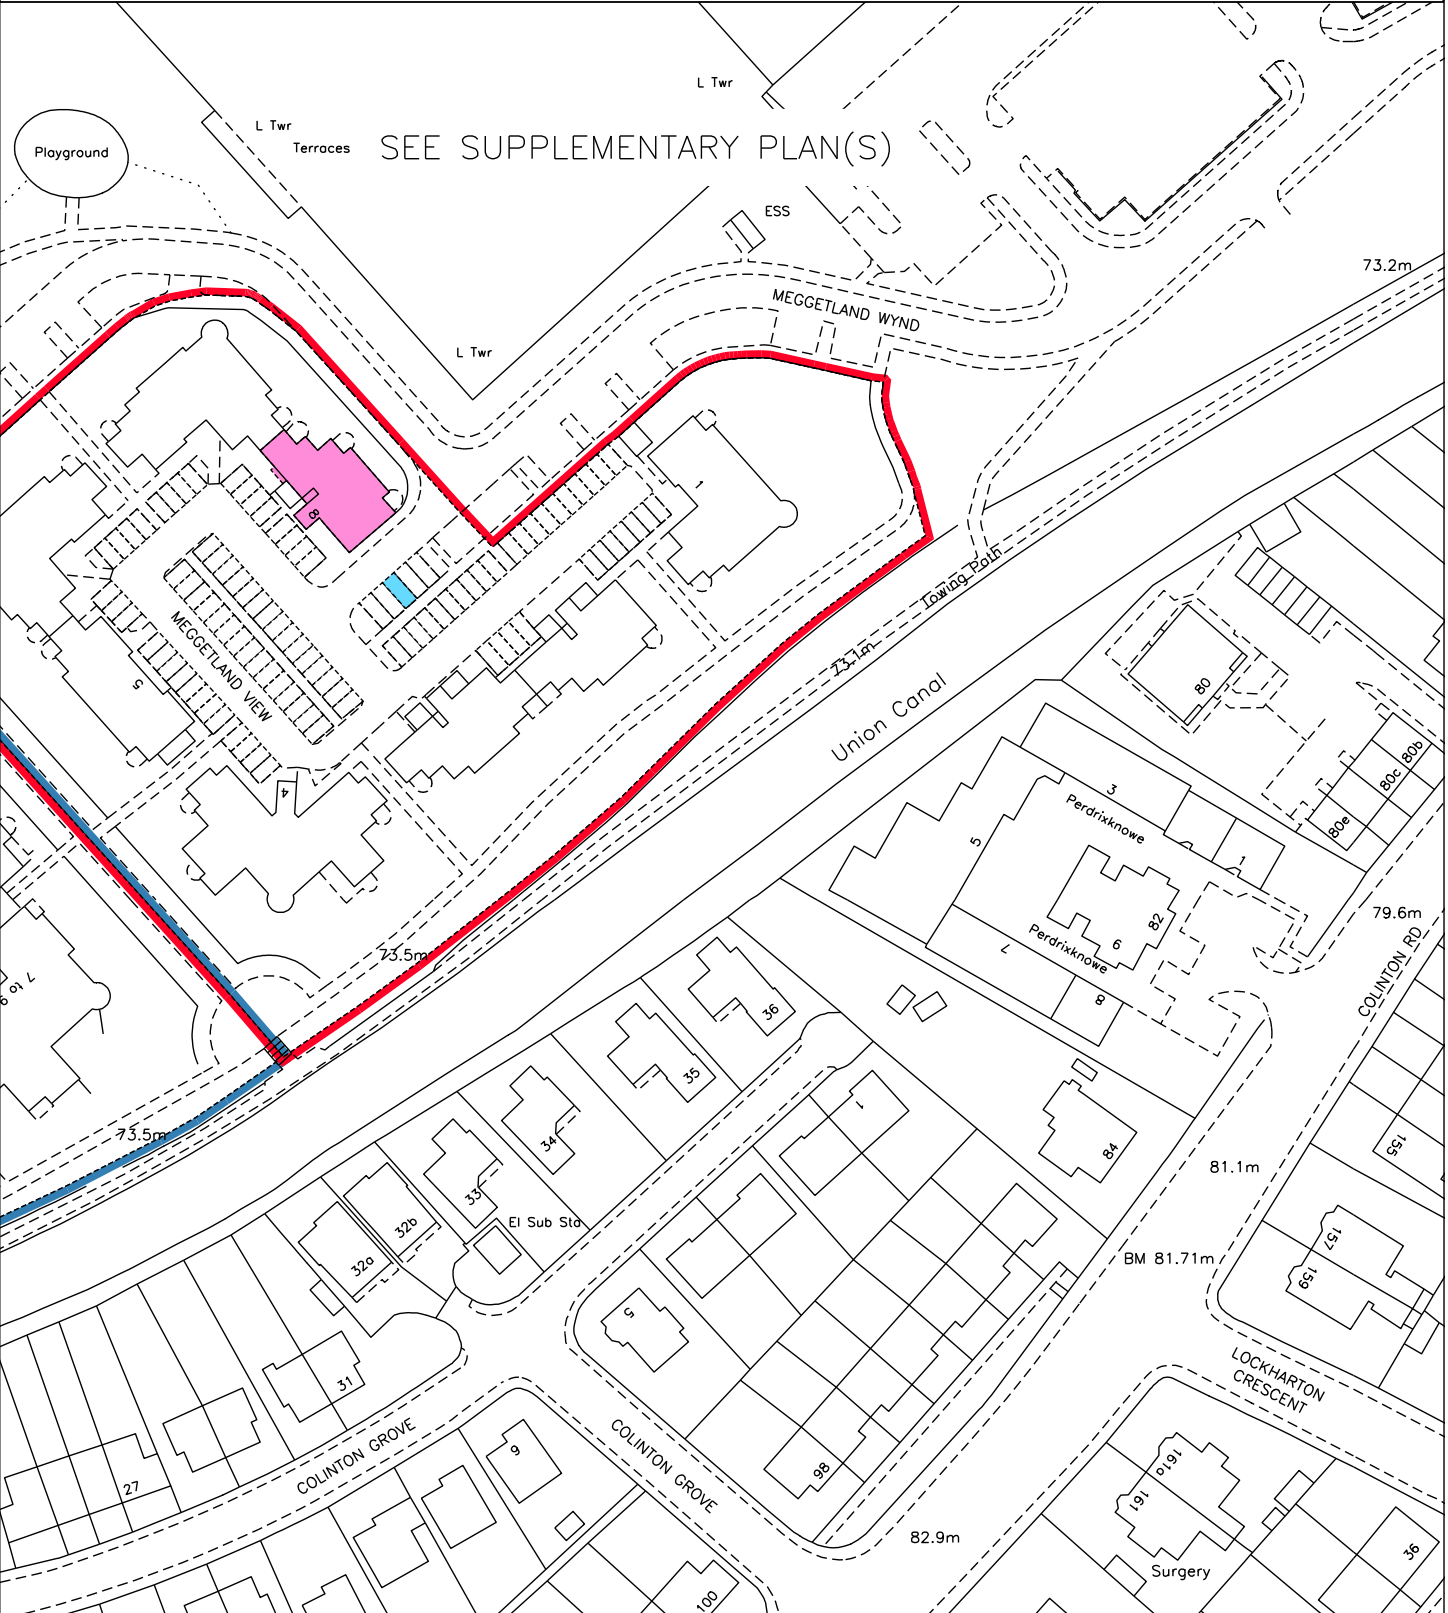 L Twr
L Twr
Terraces
SEE SUPPLEMENTARY PLAN(S)
Playground
ESS
73.2m
MEGGETLAND WYND
L Twr
1
8
Towing Path
MEGGETLAND VIEW
5
73.1m
80
Union Canal
4
80b
80c
80e
3
Perdrixknowe
5
1
82
6
Perdrixknowe
7
8
79.6m
COLINTON RD
73.5m
7 to 9
36
35
34
33
1
84
73.5m
155
81.1m
32b
32a
El Sub Sta
BM 81.71m
157
159
5
31
LOCKHARTON
CRESCENT
COLINTON GROVE
COLINTON GROVE
9
27
98
161a
161
82.9m
36
Surgery
100